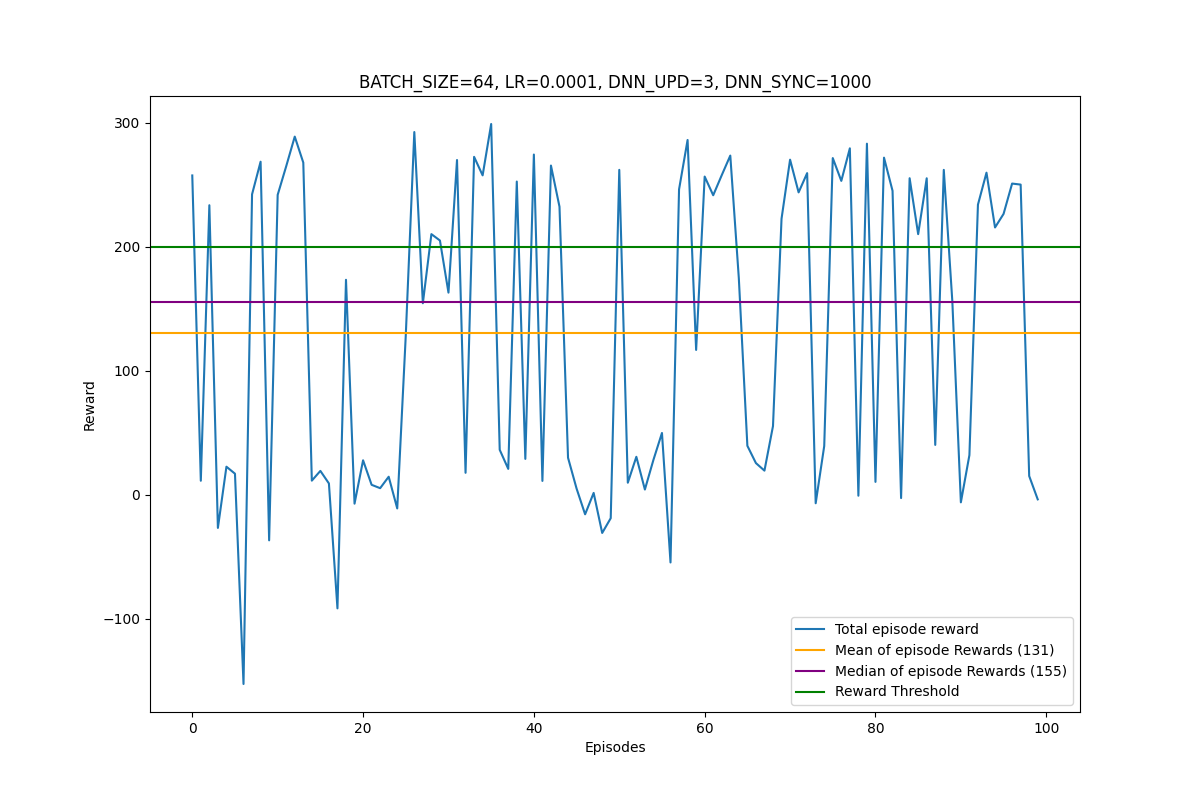 BATCH_SIZE=64, LR=0.0001, DNN_UPD=3, DNN_SYNC=1000
300
200
100
0
−100
Reward
0
20
40
60
80
100
Episodes
Total episode reward
Mean of episode Rewards (131)
Median of episode Rewards (155)
Reward Threshold